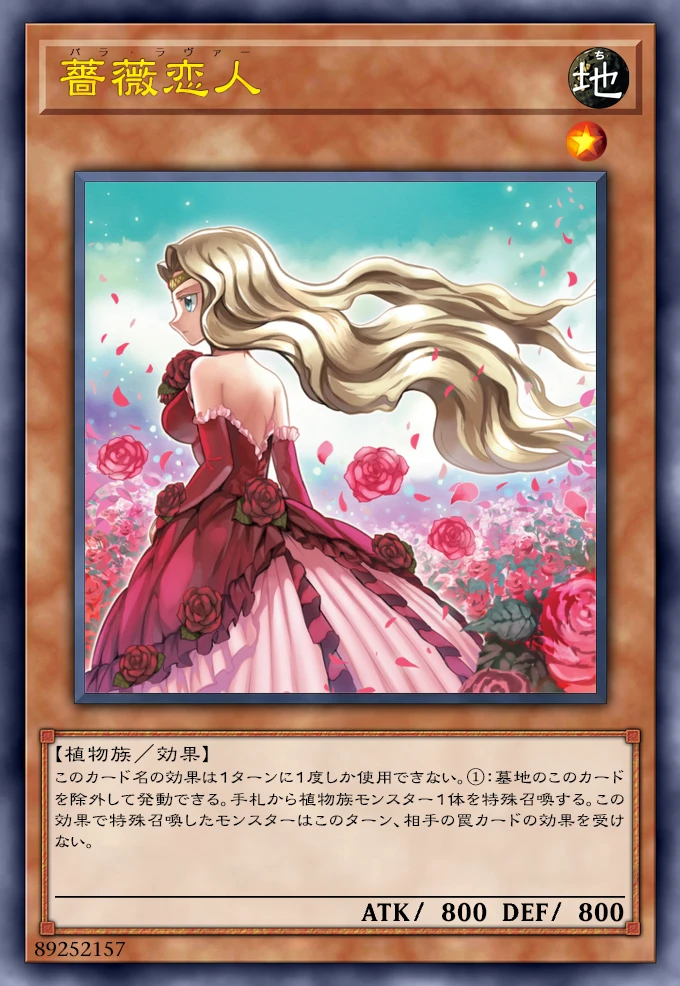 バラ・ラヴァー
薔薇恋人
ち
地
【植物族／効果】
このカード名の効果は1ターンに1度しか使用できない。①：墓地のこのカード
を除外して発動できる。手札から植物族モンスター1体を特殊召喚する。この
効果で特殊召喚したモンスターはこのターン、相手の罠カードの効果を受け
ない。
ATK/ 800 DEF/ 800
89252157